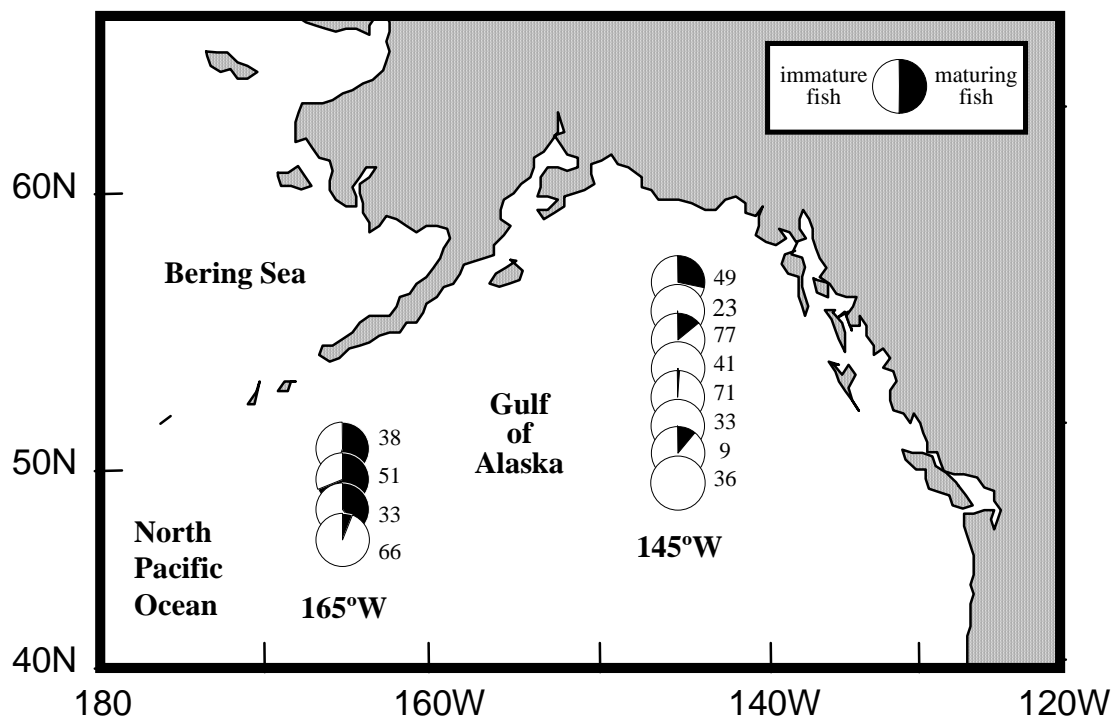 immature fish
maturing fish
60N
Bering Sea
49
23
77
41
71
33
9
36
Gulf
of
Alaska
38
51
33
66
50N
North
Pacific
Ocean
145ºW
165ºW
40N
180
160W
140W
120W